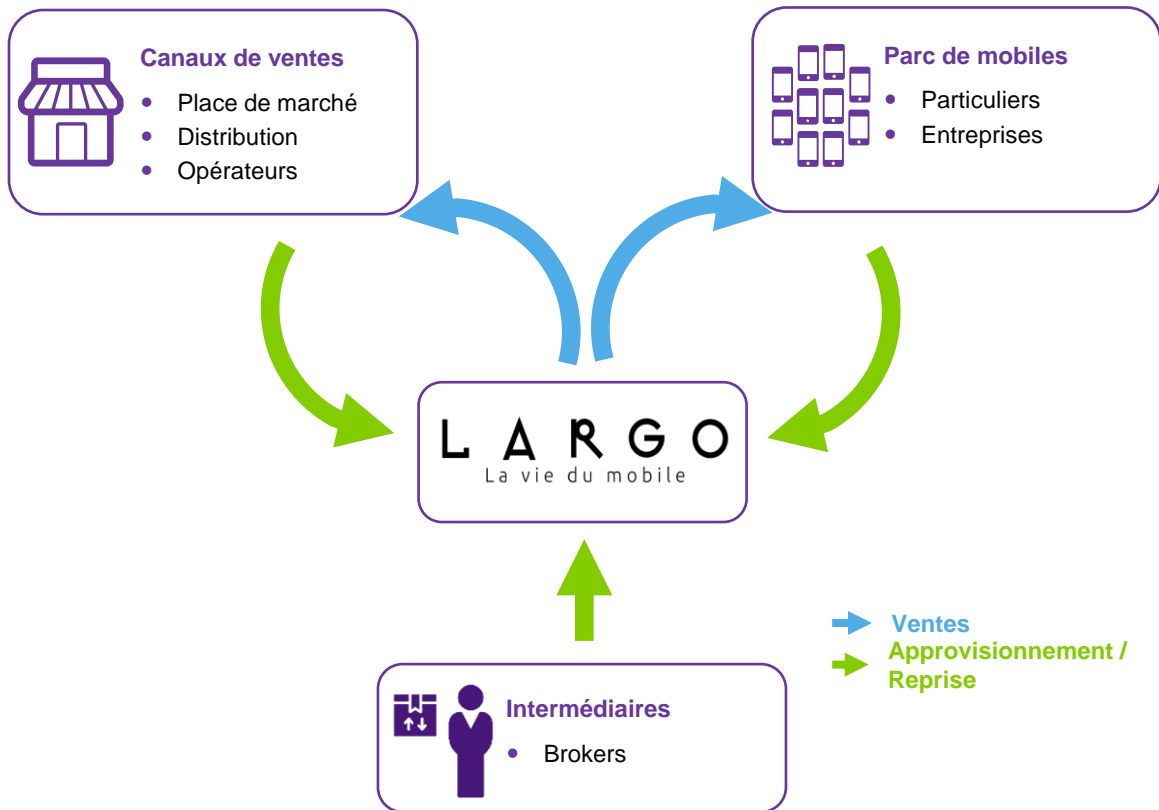 Canaux de ventes
• Place de marché
• Distribution
• Opérateurs
Parc de mobiles
• Particuliers
• Entreprises
LARGO
La vie du mobile
Ventes
Approvisionnement /
Reprise
Intermédiaires
• Brokers